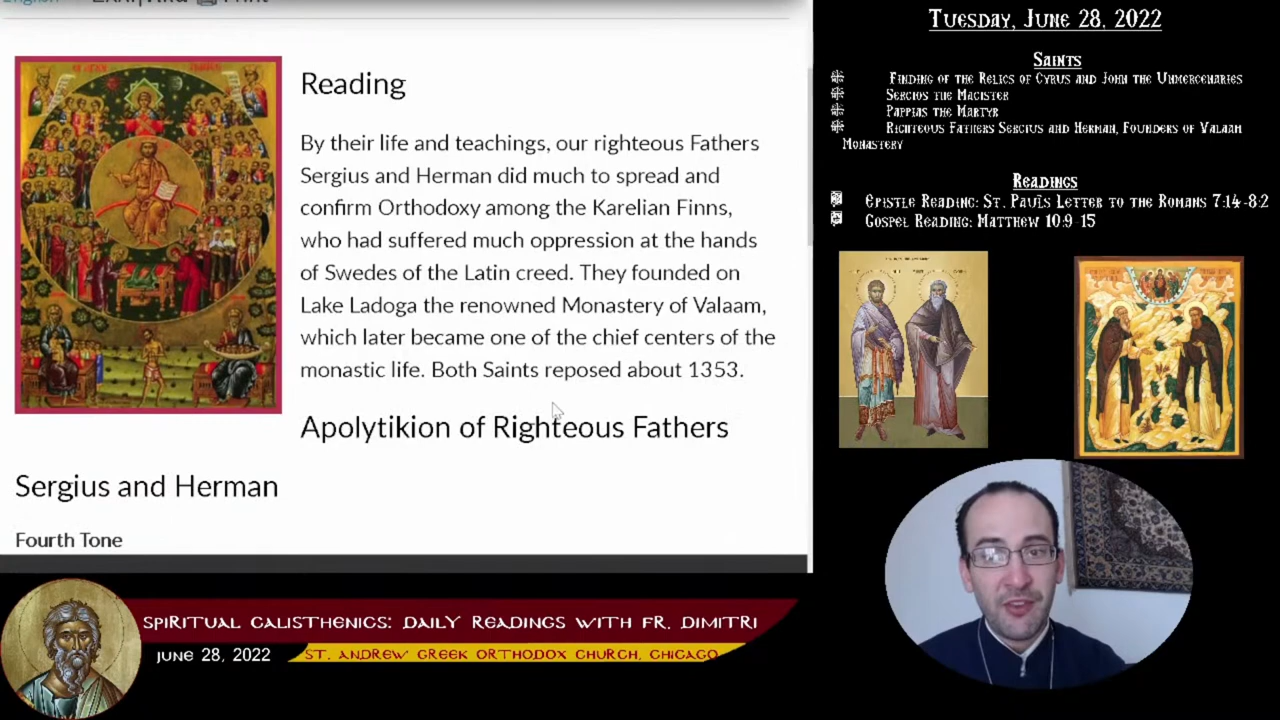 English
Print
Reading
By their life and teachings, our righteous Fathers
Sergius and Herman did much to spread and
confirm Orthodoxy among the Karelian Finns,
who had suffered much oppression at the hands
of Swedes of the Latin creed. They founded on
Lake Ladoga the renowned Monastery of Valaam,
which later became one of the chief centers of the
monastic life. Both Saints reposed about 1353.
Apolytikion of Righteous Fathers
Sergius and Herman
Fourth Tone
Tuesday, June 28, 2022
Saints
Finding of the Relics of Cyrus and John the Unmercenaries
Sergios the Magister
Pappias the Martyr
Righteous Fathers Sergius and Herman, Founders of Valaam
Monastery
Readings
Epistle Reading: St. Paul's Letter to the Romans 7:14-8:2
Gospel Reading: Matthew 10:9-15
SPIRITUAL CALISTHENICS: DAILY READINGS WITH FR. DIMITRI
JUNE 28, 2022
ST. ANDREW GREEK ORTHODOX CHURCH, CHICAGO